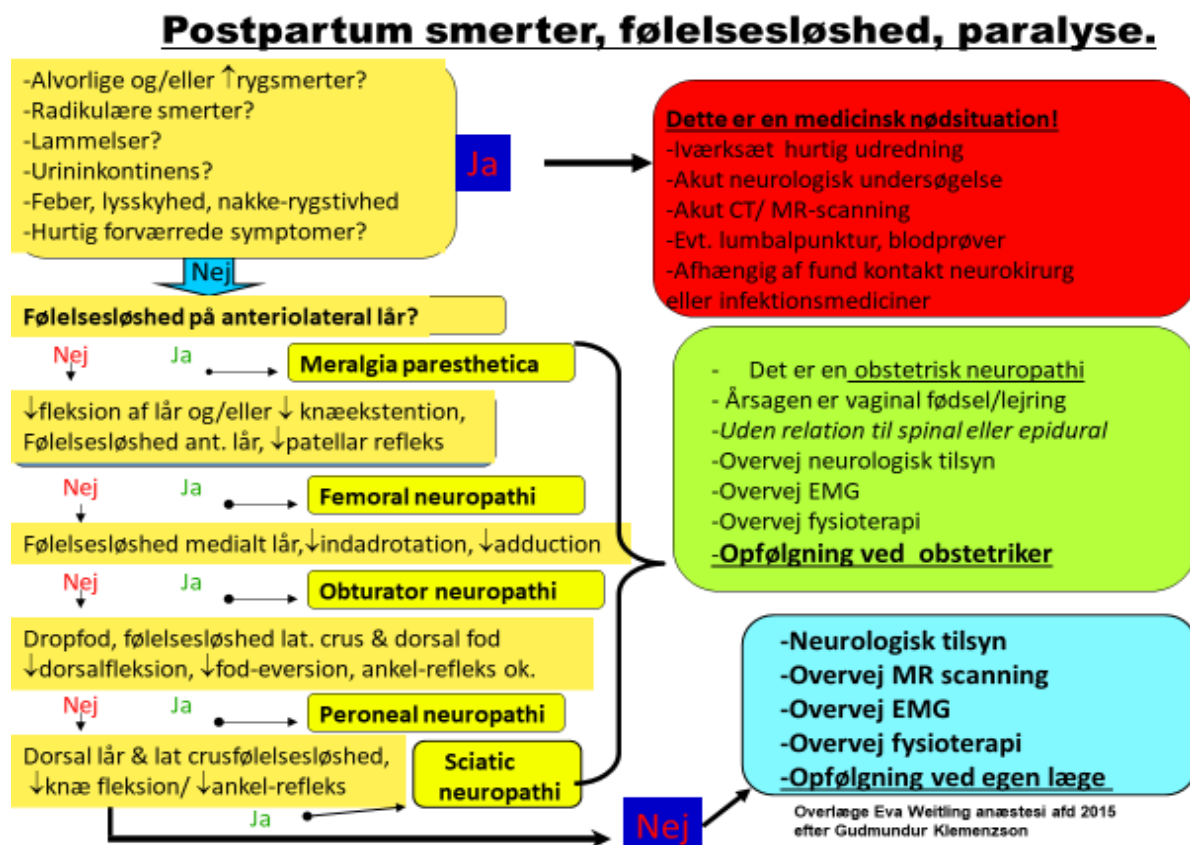 Postpartum smerter, følelsesløshed, paralyse.
-Alvorlige og/eller ↑rygsmerter?
-Radikulære smerter?
-Lammelser?
-Urininkontinens?
-Feber, lysskyhed, nakke-rygstivhed
-Hurtig forværrede symptomer?
Ja
Dette er en medicinsk nødsituation!
-Iværksæt hurtig udredning
-Akut neurologisk undersøgelse
-Akut CT/ MR-scanning
-Evt. lumbalpunktur, blodprøver
-Afhængig af fund kontakt neurokirurg
eller infektionsmediciner
Nej
Følelsesløshed på anteriolateral lår?
Nej Ja
Meralgia paresthetica
↓fleksion af lår og/eller ↓ knæekstention,
Følelsesløshed ant. lår, ↓patellar refleks
Nej Ja
Femoral neuropathi
Følelsesløshed medialt lår,↓indadrotation, ↓adduction
Nej Ja
Obturator neuropathi
Dropfod, følelsesløshed lat. crus & dorsal fod
↓dorsalfleksion, ↓fod-eversion, ankel-refleks ok.
Nej Ja
Peroneal neuropathi
Dorsal lår & lat crusfølelsesløshed,
↓knæ fleksion/ ↓ankel-refleks
Ja
Sciatic
neuropathi
- Det er en obstetrisk neuropathi
- Årsagen er vaginal fødsel/lejring
-Uden relation til spinal eller epidural
-Overvej neurologisk tilsyn
-Overvej EMG
-Overvej fysioterapi
-Opfølgning ved obstetriker
Nej
-Neurologisk tilsyn
-Overvej MR scanning
-Overvej EMG
-Overvej fysioterapi
-Opfølgning ved egen læge
Overlæge Eva Weitling anæstesi afd 2015
efter Gudmundur Klemenzson